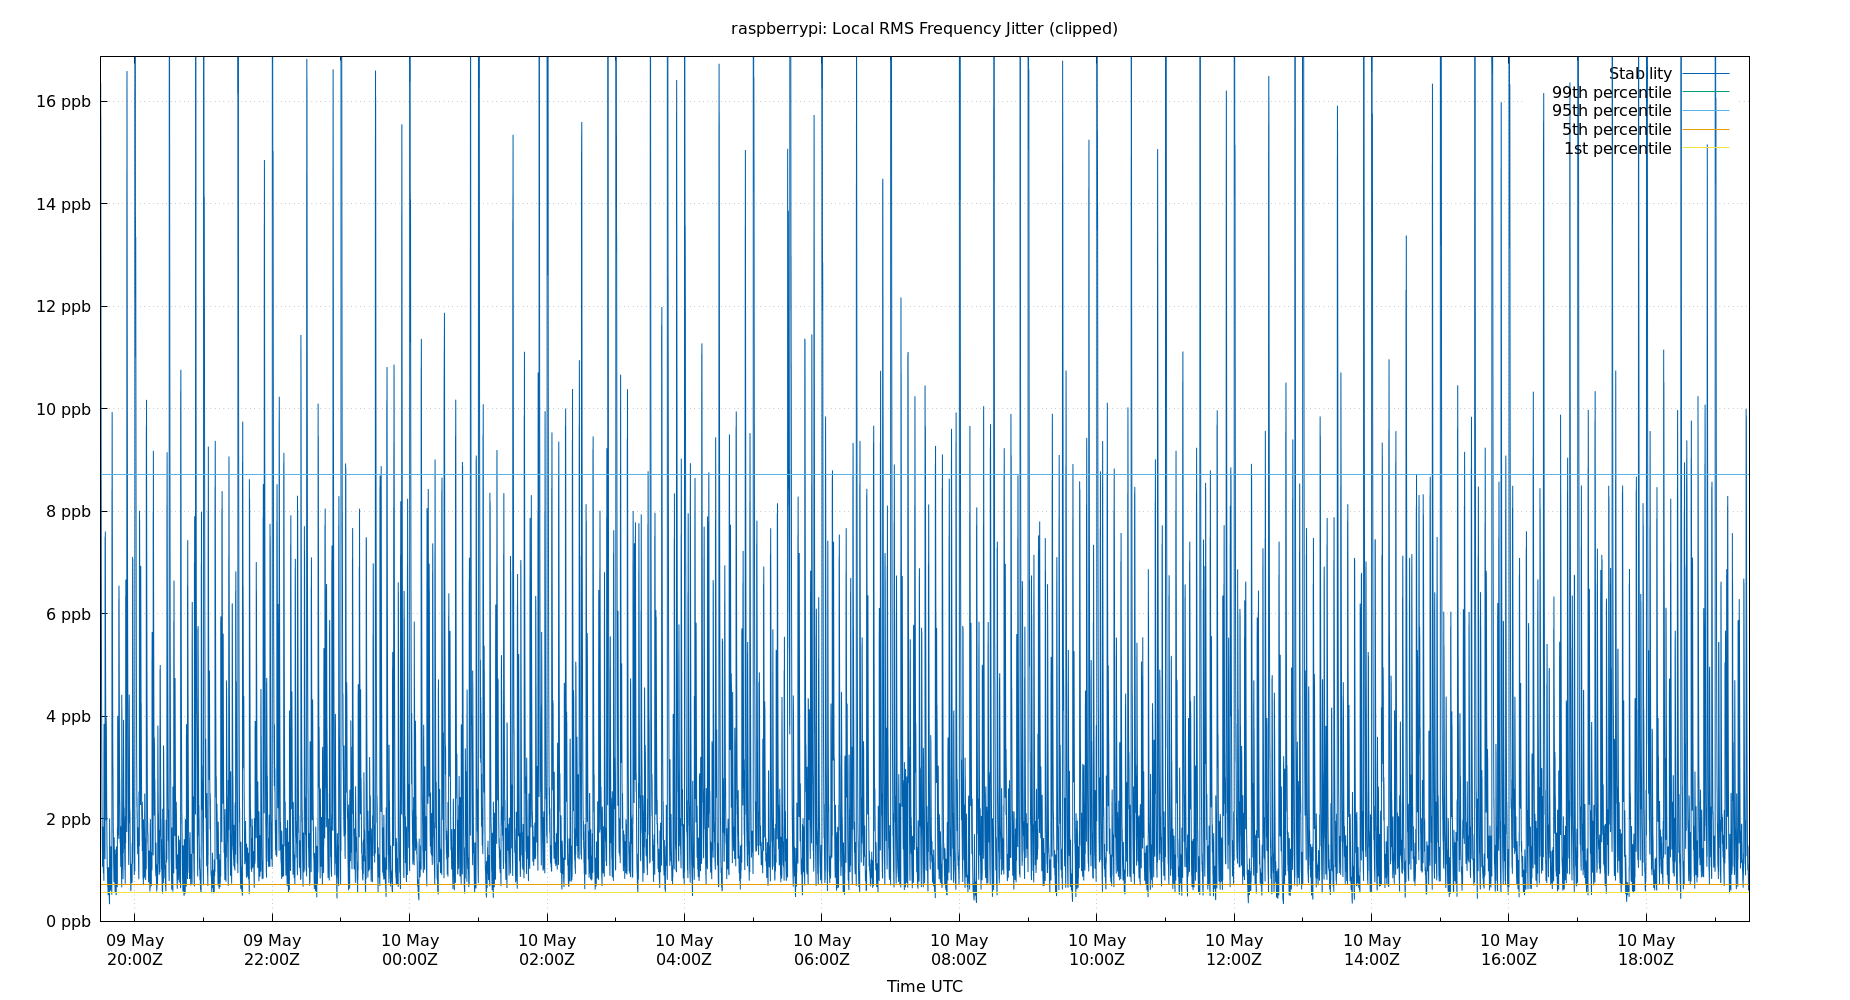 raspberrypi: Local RMS Frequency Jitter (clipped)
Stability
99th percentile
95th percentile
5th percentile
1st percentile
16 ppb
14 ppb
12 ppb
10 ppb
8 ppb
6 ppb
4 ppb
2 ppb
0 ppb
09 May 09 May 10 May 10 May 10 May 10 May 10 May 10 May 10 May 10 May 10 May 10 May
20:00Z 22:00Z 00:00Z 02:00Z 04:00Z 06:00Z 08:00Z 10:00Z 12:00Z 14:00Z 16:00Z 18:00Z
Time UTC